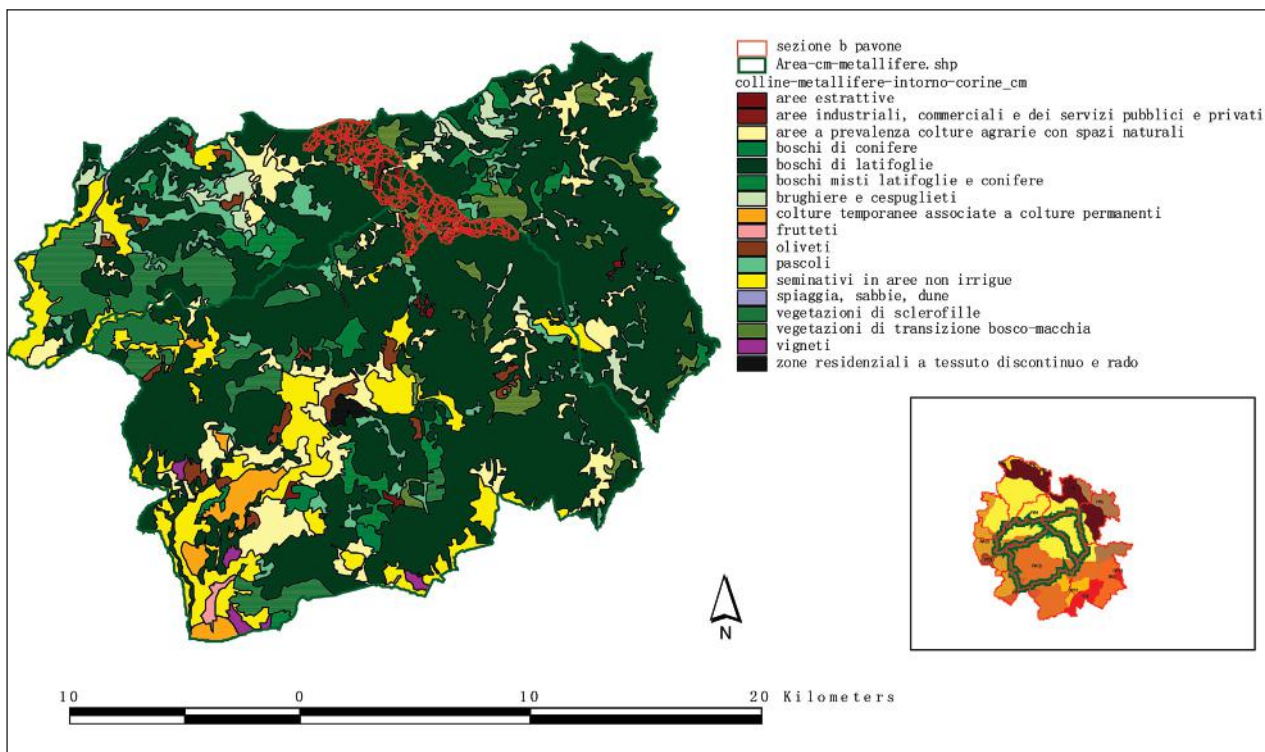 sezione b pavone
Area-cm-metallifere.shp
colline-metallifere-intorno-corine_cm
aree estrattive
aree industriali, commerciali e dei servizi pubblici e privati
aree a prevalenza colture agrarie con spazi naturali
boschi di conifere
boschi di latifoglie
boschi misti latifoglie e conifere
brughiere e cespuglieti
colture temporanee associate a colture permanenti
frutteti
oliveti
pascoli
seminativi in aree non irrigue
spiaggia, sabbie, dune
vegetazioni di sclerofille
vegetazioni di transizione bosco-macchia
vigneti
zone residenziali a tessuto discontinuo e rado
N
10 0 10 20 Kilometers